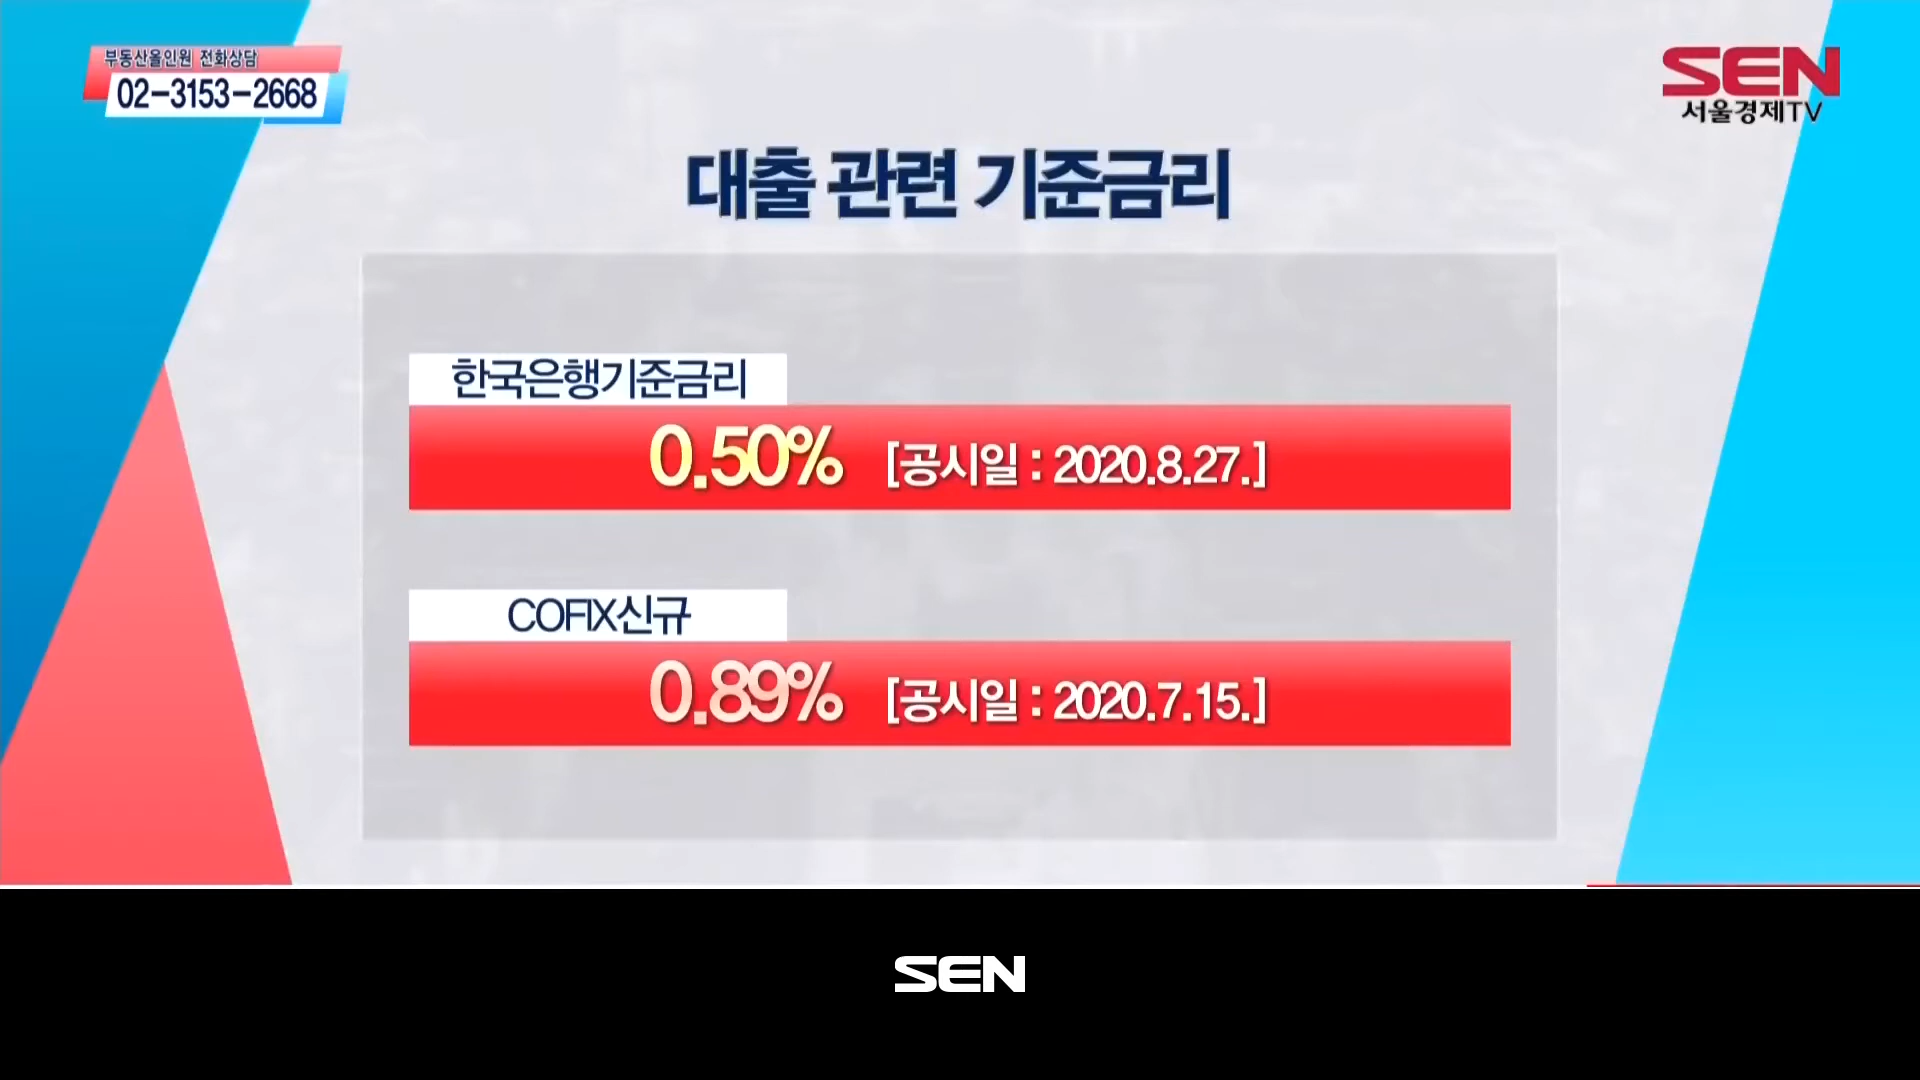 부동산올인원 전화상담
02-3153-2668
SEN
서울경제TV
대출 관련 기준금리
한국은행기준금리
0.50% [공시일 : 2020.8.27.]
COFIX신규
0.89% [공시일 : 2020.7.15.]
SEN